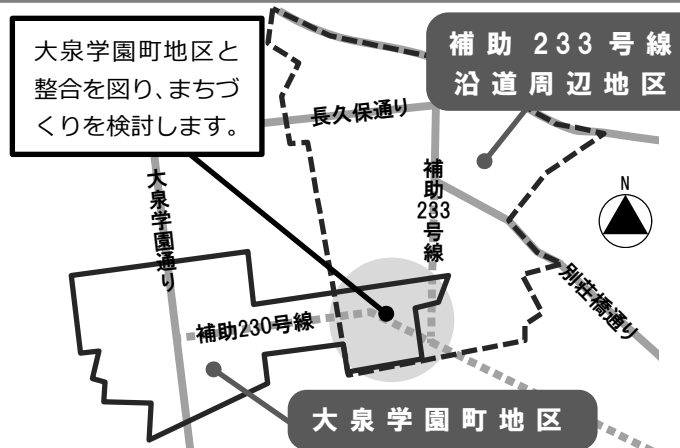 大泉学園町地区と
整合を図り、まちづ
くりを検討します。
補助 233 号線
沿道周辺地区
長久保通り
大泉学園通り
補助233号線
N
別荘橋通り
補助230号線
大泉学園町地区